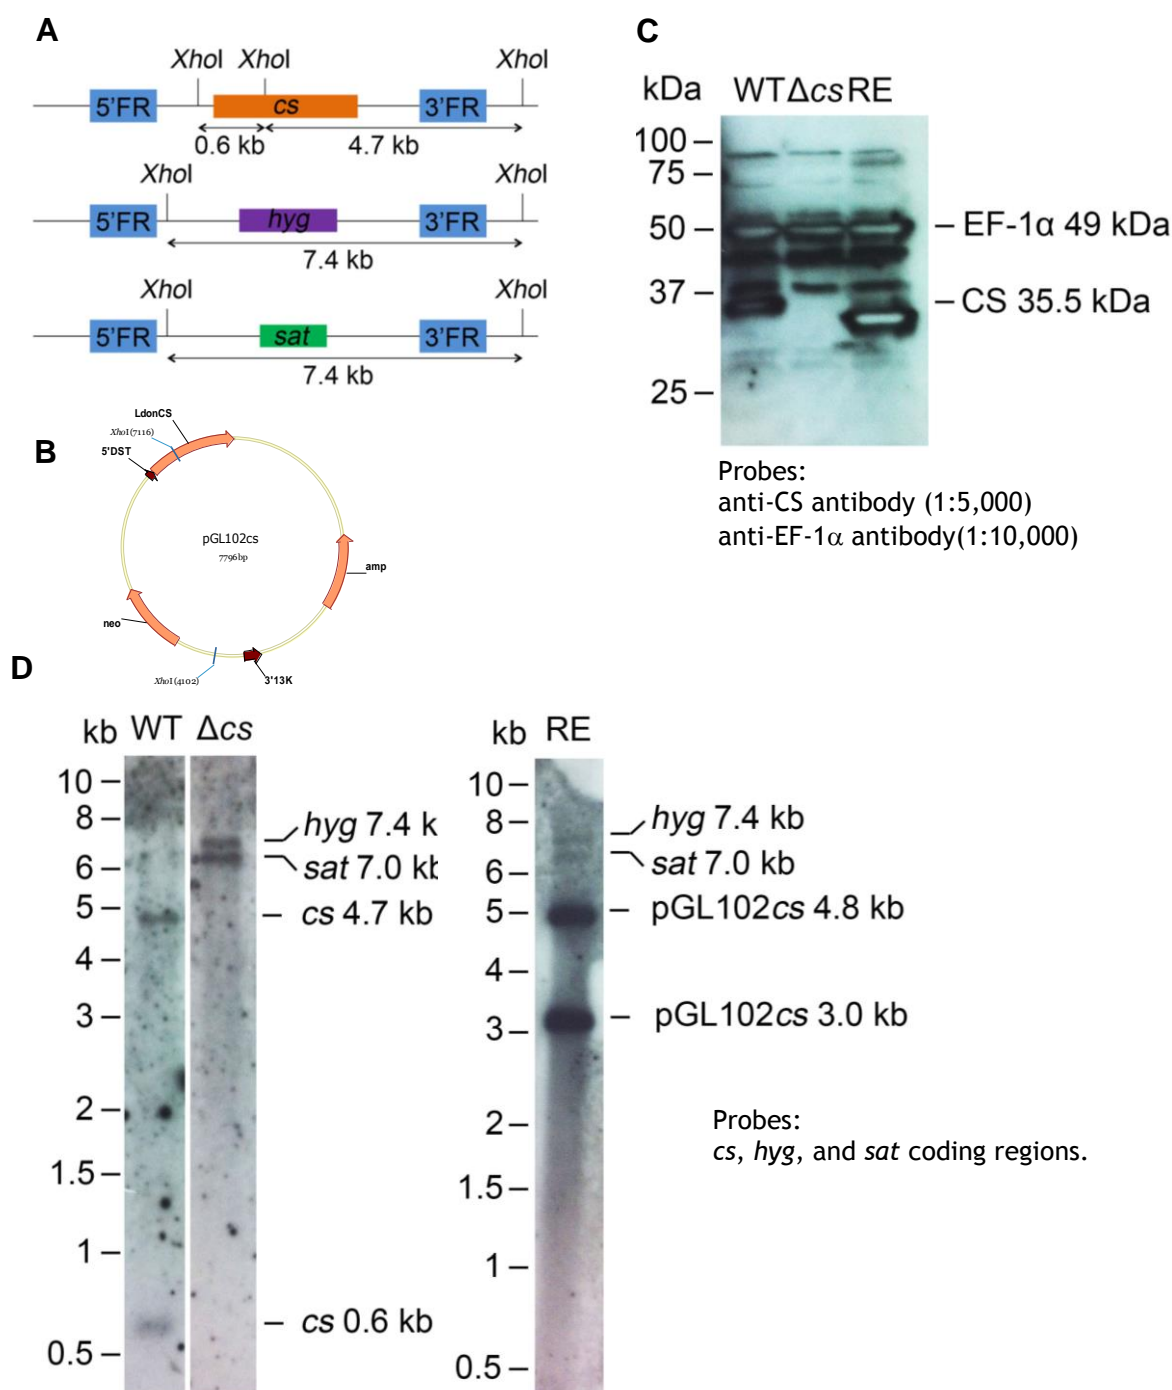 A
XhoI XhoI XhoI
5'FR cs 3'FR
0.6 kb 4.7 kb
XhoI XhoI
5'FR hyg 3'FR
7.4 kb
XhoI XhoI
5'FR sat 3'FR
7.4 kb
B
LdonCS
XhoI(7116)
5'DST
pGL102cs
7796bp
amp
neo
XhoI(4102)
3'13K
C
kDa WT Δcs RE
100
75
50
37
25
EF-1α 49 kDa
CS 35.5 kDa
Probes:
anti-CS antibody (1:5,000)
anti-EF-1α antibody(1:10,000)
D
kb WT Δcs
10
8
6
5
4
3
2
1.5
1
0.5
hyg 7.4 k
sat 7.0 kb
cs 4.7 kb
cs 0.6 kb
kb RE
10
8
6
5
4
3
2
1.5
1
0.5
hyg 7.4 kb
sat 7.0 kb
pGL102cs 4.8 kb
pGL102cs 3.0 kb
Probes:
cs, hyg, and sat coding regions.